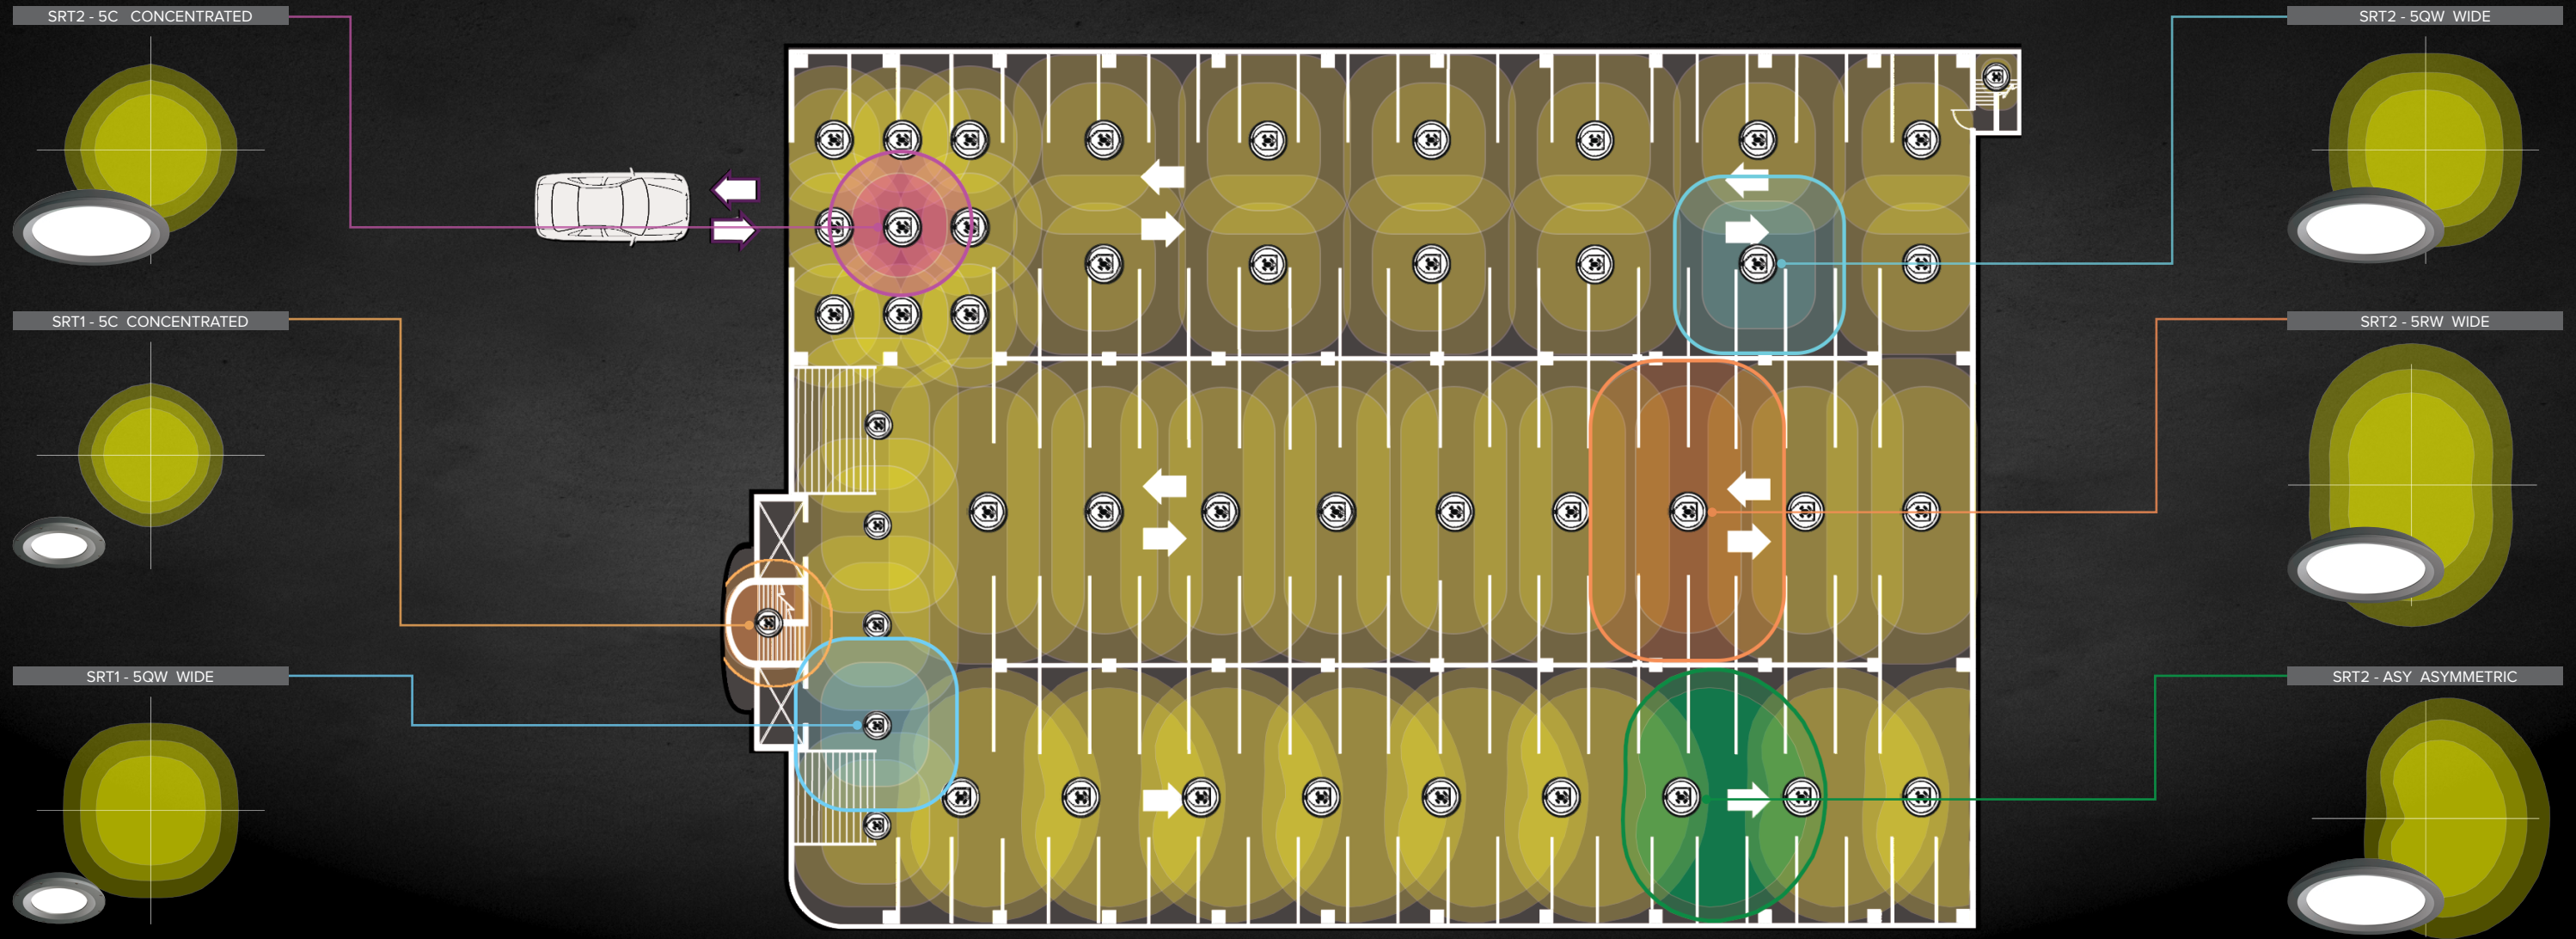 SRT2 - 5C CONCENTRATED
SRT2 - 5QW WIDE
SRT1 - 5C CONCENTRATED
SRT2 - 5RW WIDE
SRT1 - 5QW WIDE
SRT2 - ASY ASYMMETRIC